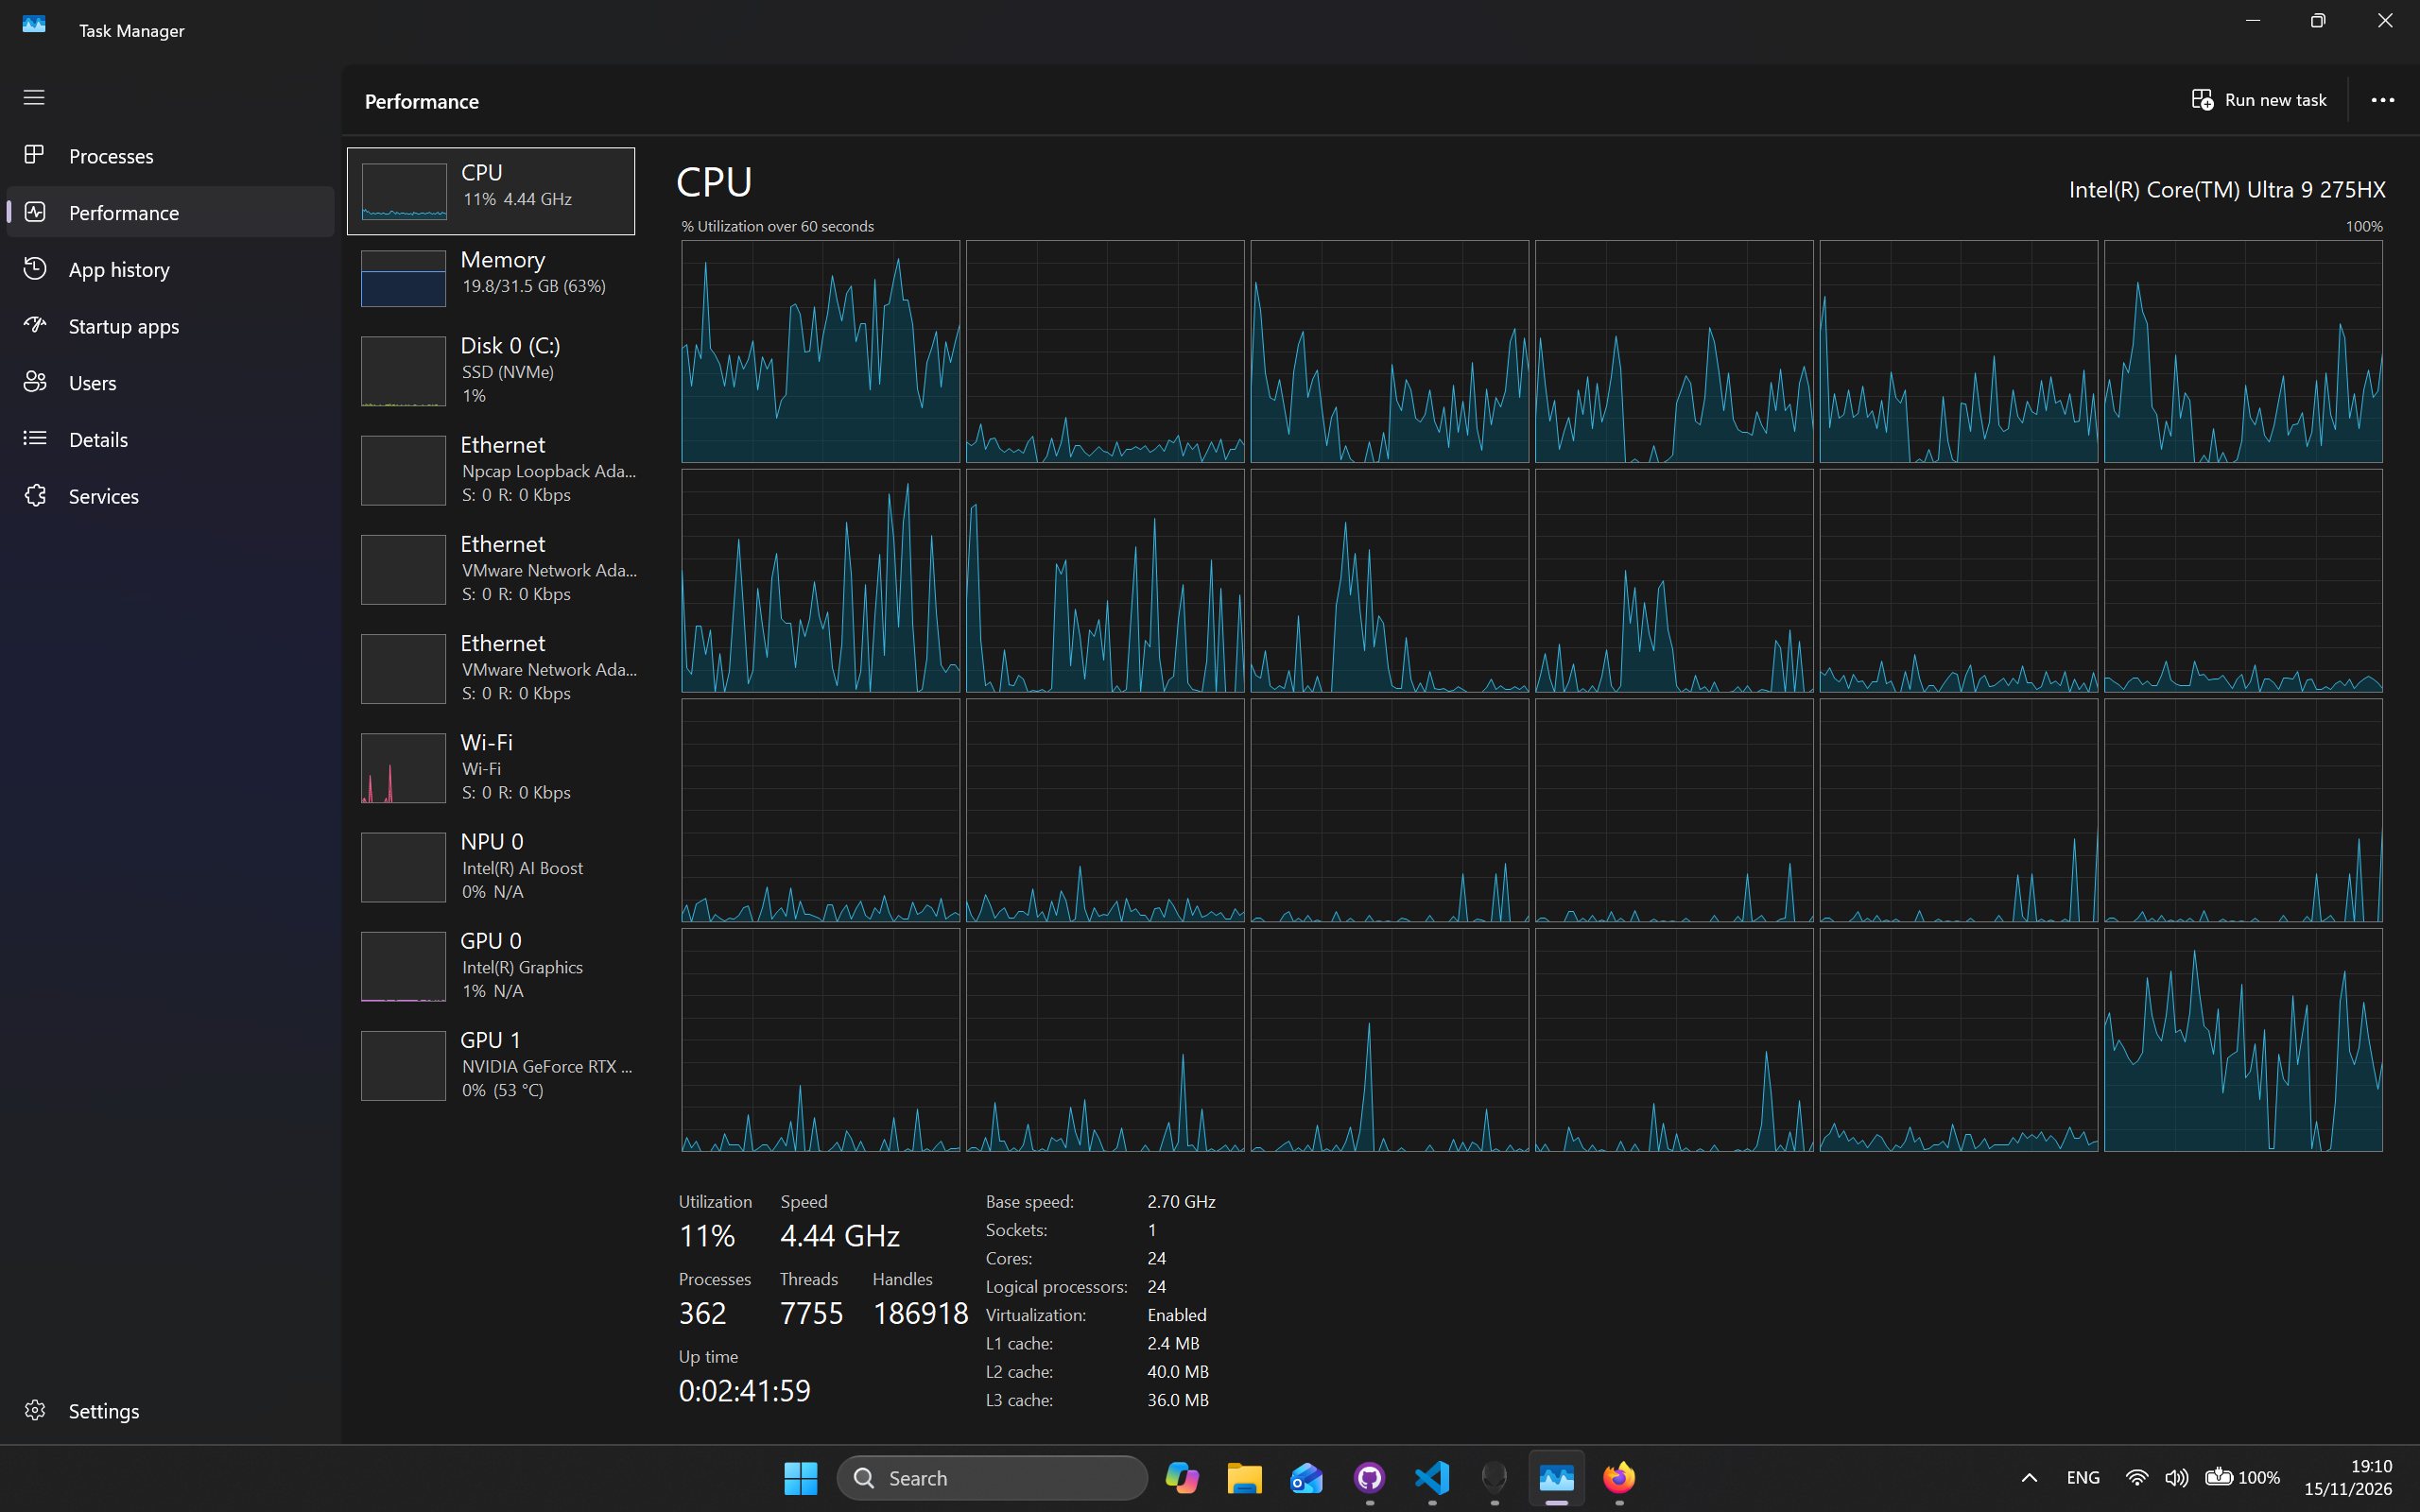 Task Manager
Performance
Run new task
Processes
Performance
App history
Startup apps
Users
Details
Services
Settings
CPU
11% 4.44 GHz
Memory
19.8/31.5 GB (63%)
Disk 0 (C:)
SSD (NVMe)
1%
Ethernet
Npcap Loopback Ada...
S: 0 R: 0 Kbps
Ethernet
VMware Network Ada...
S: 0 R: 0 Kbps
Ethernet
VMware Network Ada...
S: 0 R: 0 Kbps
Wi-Fi
Wi-Fi
S: 0 R: 0 Kbps
NPU 0
Intel(R) AI Boost
0% N/A
GPU 0
Intel(R) Graphics
1% N/A
GPU 1
NVIDIA GeForce RTX ...
0% (53 °C)
CPU
Intel(R) Core(TM) Ultra 9 275HX
% Utilization over 60 seconds
100%
Utilization
11%
Speed
4.44 GHz
Processes
362
Threads
7755
Handles
186918
Up time
0:02:41:59
Base speed: 2.70 GHz
Sockets: 1
Cores: 24
Logical processors: 24
Virtualization: Enabled
L1 cache: 2.4 MB
L2 cache: 40.0 MB
L3 cache: 36.0 MB
Search
ENG
100%
19:10
15/11/2026